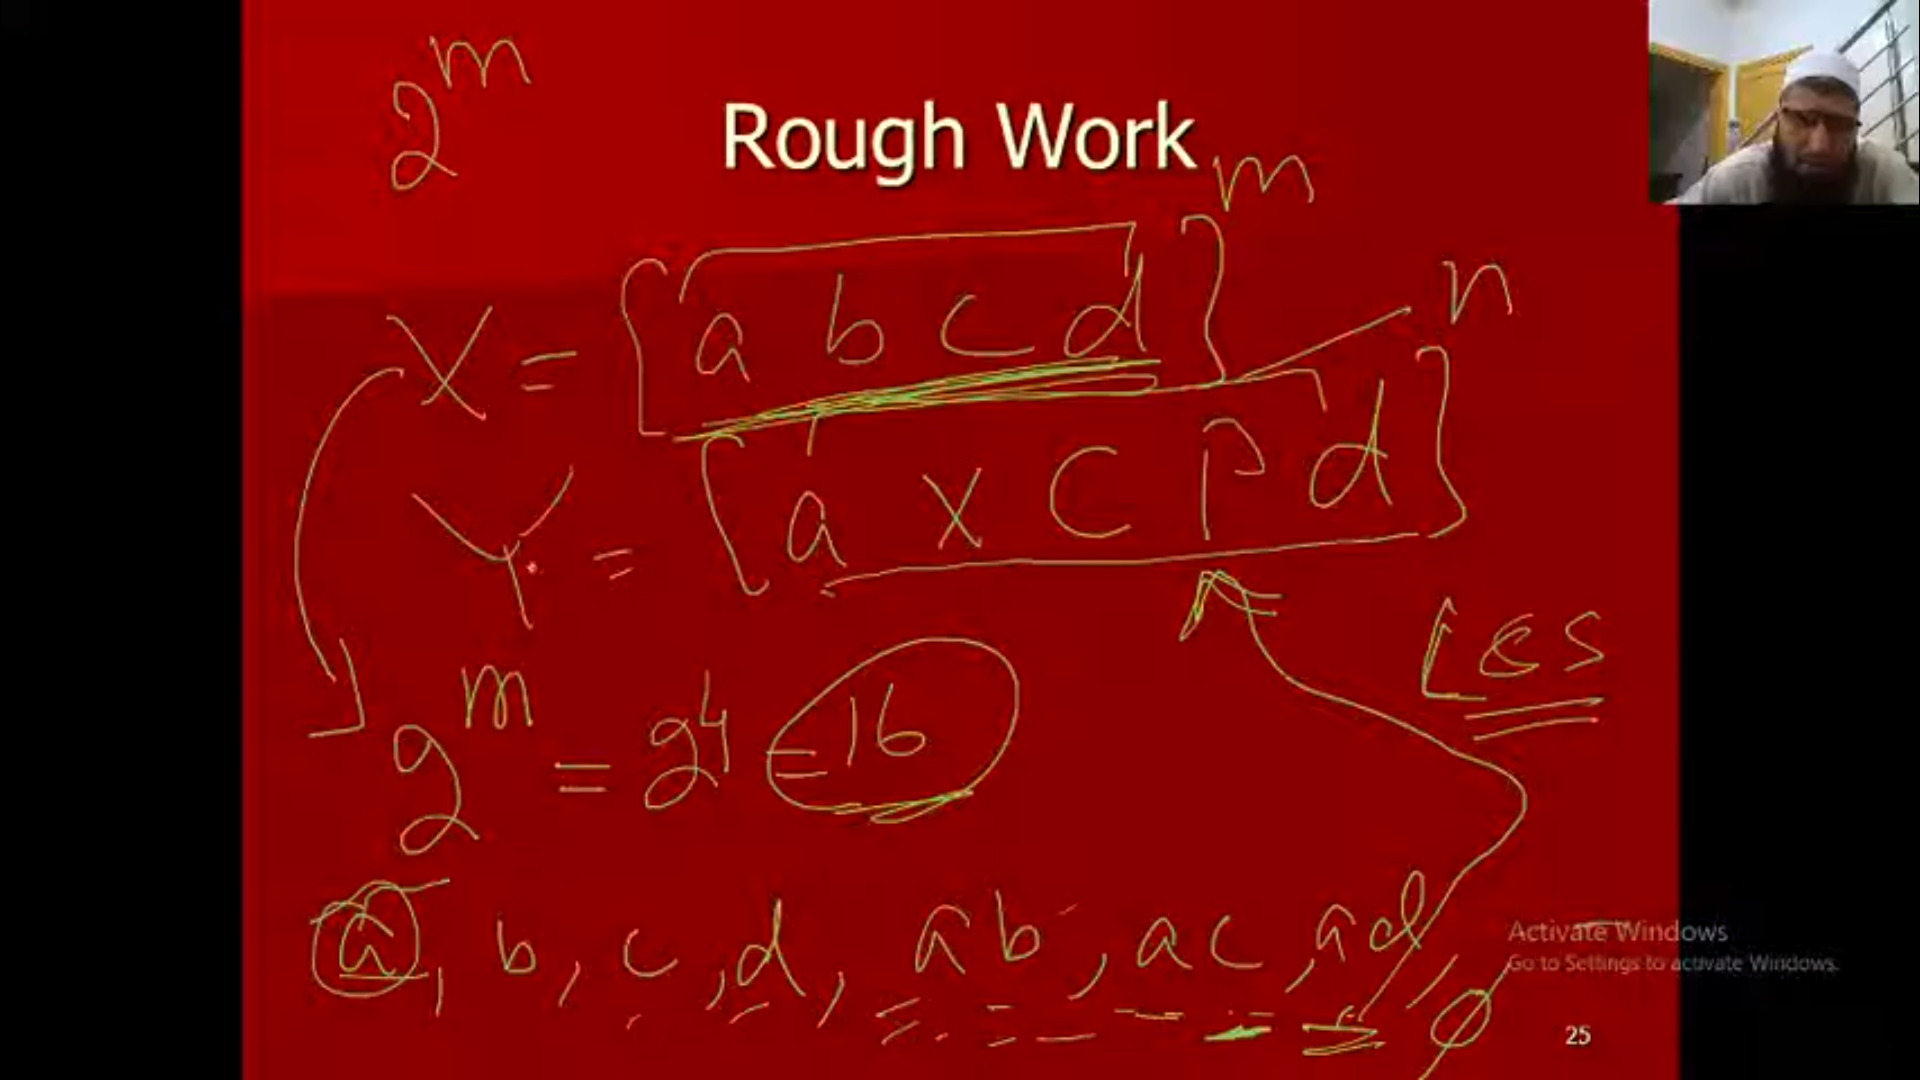 2^m
Rough Work
m
X = [a b c d]
n
Y = [a x c p d]
LCS
2^m = 2^4 = 16
a, b, c, d, ab, ac, ad, φ
Activate Windows
Go to Settings to activate Windows.
25